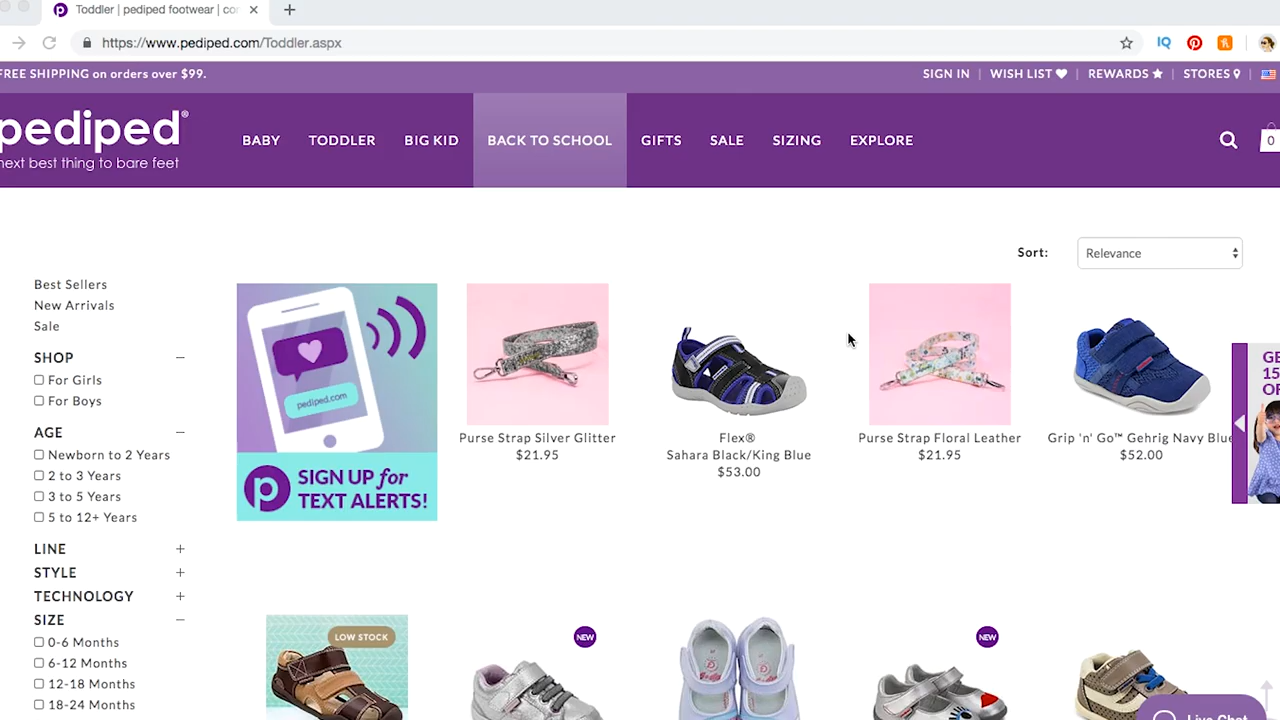 Toddler | pediped footwear | co
https://www.pediped.com/Toddler.aspx
IQ
FREE SHIPPING on orders over $99.
SIGN IN | WISH LIST | REWARDS | STORES
pediped®
next best thing to bare feet
BABY TODDLER BIG KID BACK TO SCHOOL GIFTS SALE SIZING EXPLORE
0
Sort: Relevance
Best Sellers
New Arrivals
Sale
SHOP
For Girls
For Boys
AGE
Newborn to 2 Years
2 to 3 Years
3 to 5 Years
5 to 12+ Years
LINE
STYLE
TECHNOLOGY
SIZE
0-6 Months
6-12 Months
12-18 Months
18-24 Months
pediped.com
p SIGN UP for
TEXT ALERTS!
Purse Strap Silver Glitter
$21.95
Flex®
Sahara Black/King Blue
$53.00
Purse Strap Floral Leather
$21.95
Grip 'n' Go™ Gehrig Navy Blue
$52.00
GE
15
OF
LOW STOCK
NEW
NEW
Live Chat